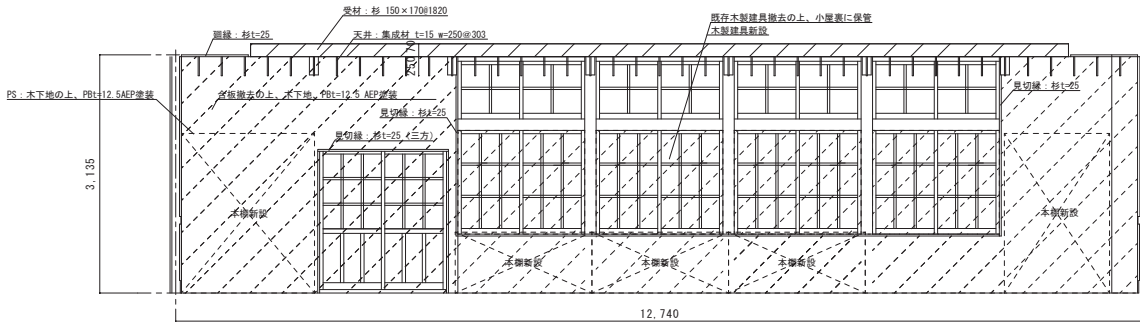 受材：杉 150×170@1820
既存木製建具撤去の上、小屋裏に保管
木製建具新設
廻縁：杉t=25
天井：集成材 t=15 w=250@303
250
70
PS：木下地の上、PBt=12.5AEP塗装
合板撤去の上、木下地、PBt=12.5 AEP塗装
見切縁：杉t=25
見切縁：杉t=25
見切縁：杉t=25（三方）
3,135
本棚新設
本棚新設
本棚新設
本棚新設
本棚新設
12,740